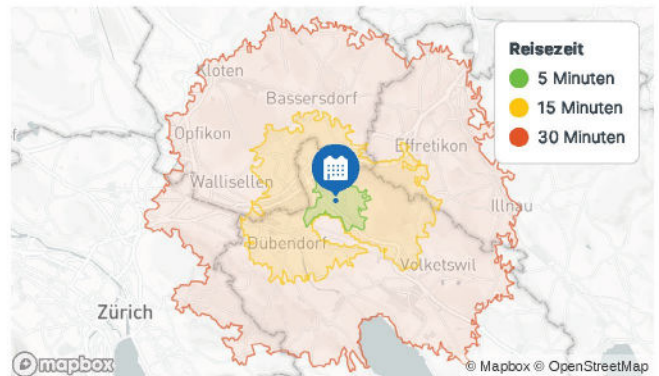 Reisezeit
5 Minuten
15 Minuten
30 Minuten
Kloten
Bassersdorf
Opfikon
Effretikon
Wallisellen
Illnau
Dübendorf
Volketswil
Zürich
mapbox
© Mapbox © OpenStreetMap